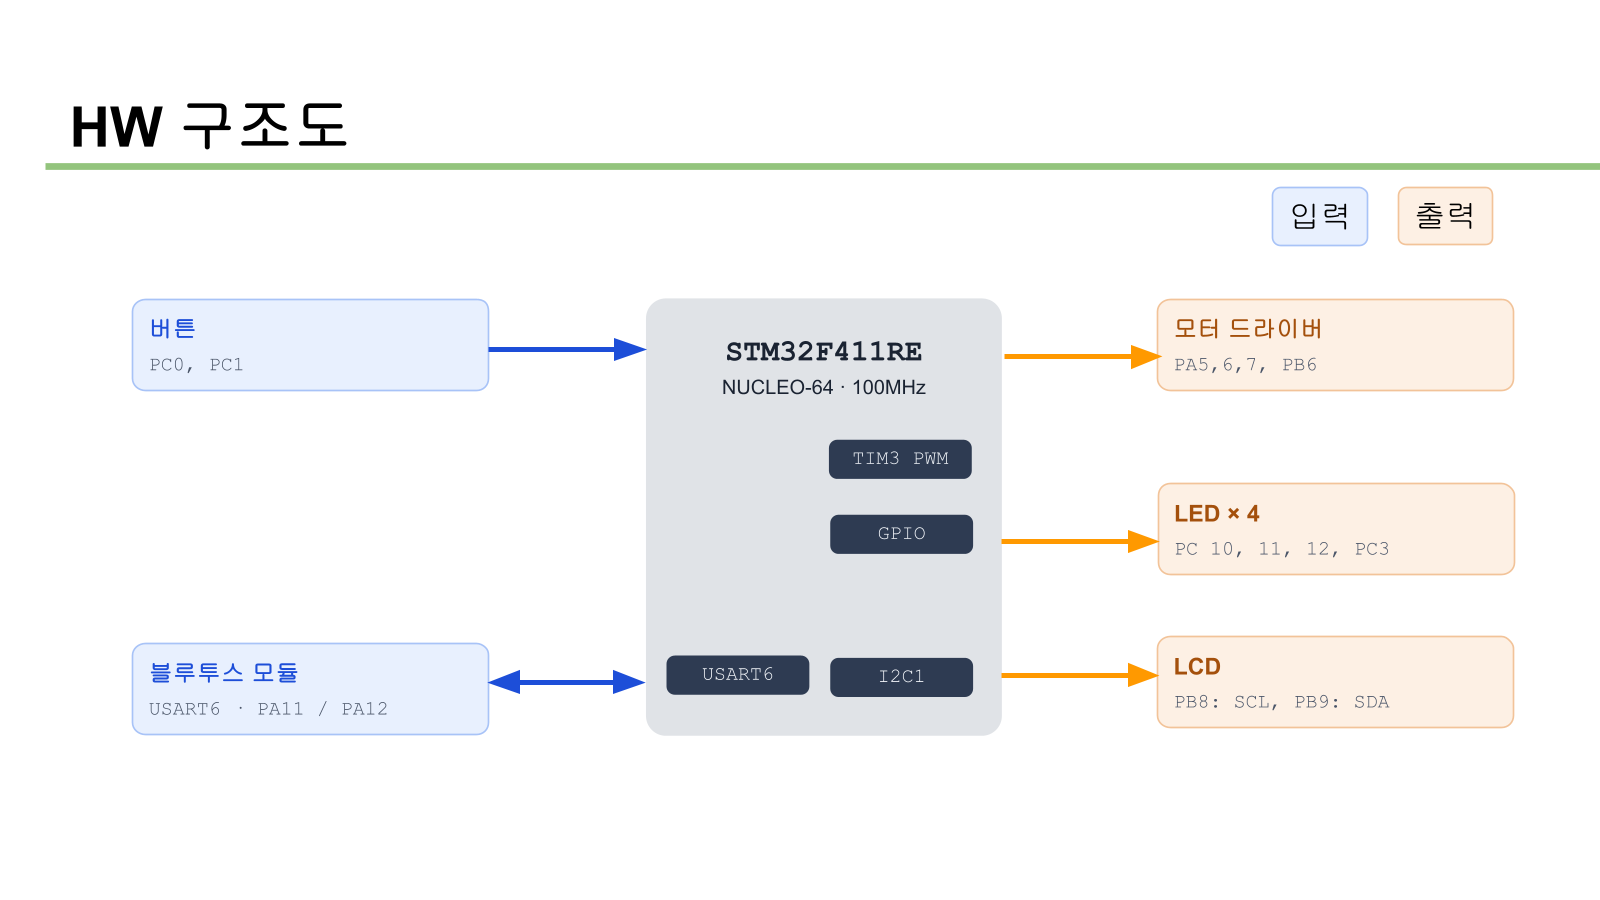 HW 구조도
입력
출력
버튼
PC0, PC1
STM32F411RE
NUCLEO-64 · 100MHz
모터 드라이버
PA5,6,7, PB6
TIM3 PWM
GPIO
LED × 4
PC 10, 11, 12, PC3
블루투스 모듈
USART6 · PA11 / PA12
USART6
I2C1
LCD
PB8: SCL, PB9: SDA